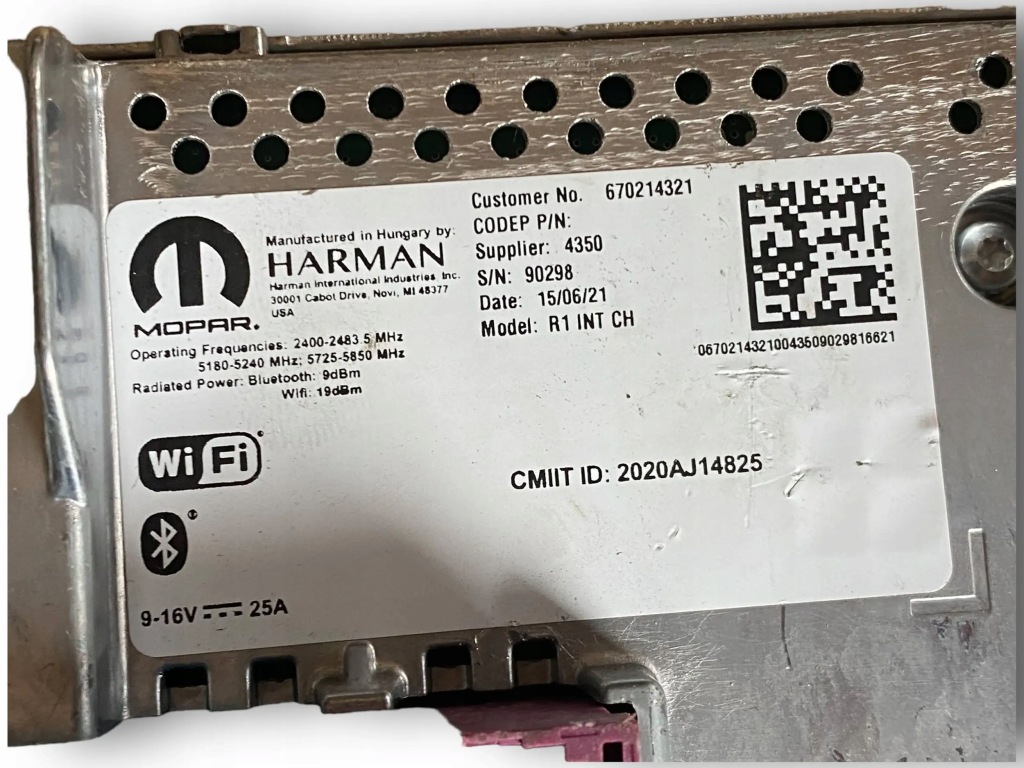 MOPAR.
Manufactured in Hungary by:
HARMAN
Harman International Industries, Inc.
30001 Cabot Drive, Novi, MI 48377
USA
Operating Frequencies: 2400-2483.5 MHz
5180-5240 MHz; 5725-5850 MHz
Radiated Power: Bluetooth: 9dBm
Wifi: 19dBm
Wi Fi
9-16V 25A
Customer No. 670214321
CODEP P/N:
Supplier: 4350
S/N: 90298
Date: 15/06/21
Model: R1 INT CH
06702143210043509029816621
CMIIT ID: 2020AJ14825